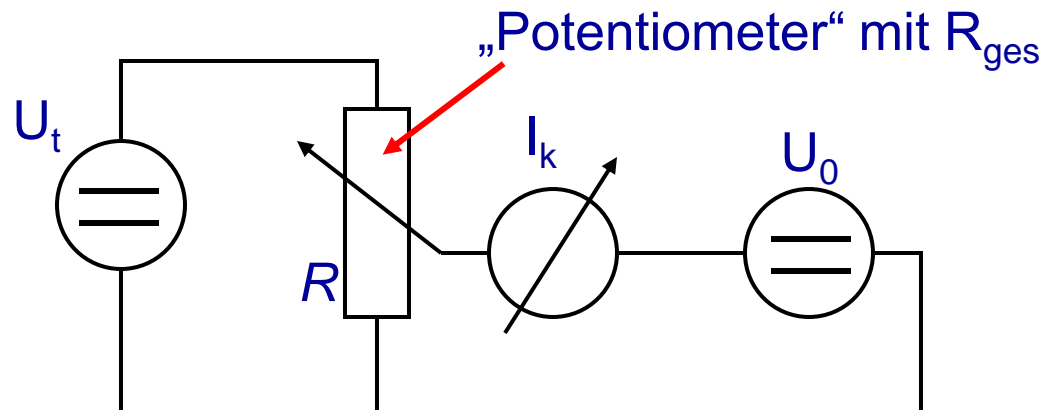 „Potentiometer“ mit Rges
Ut
Ik
U0
R